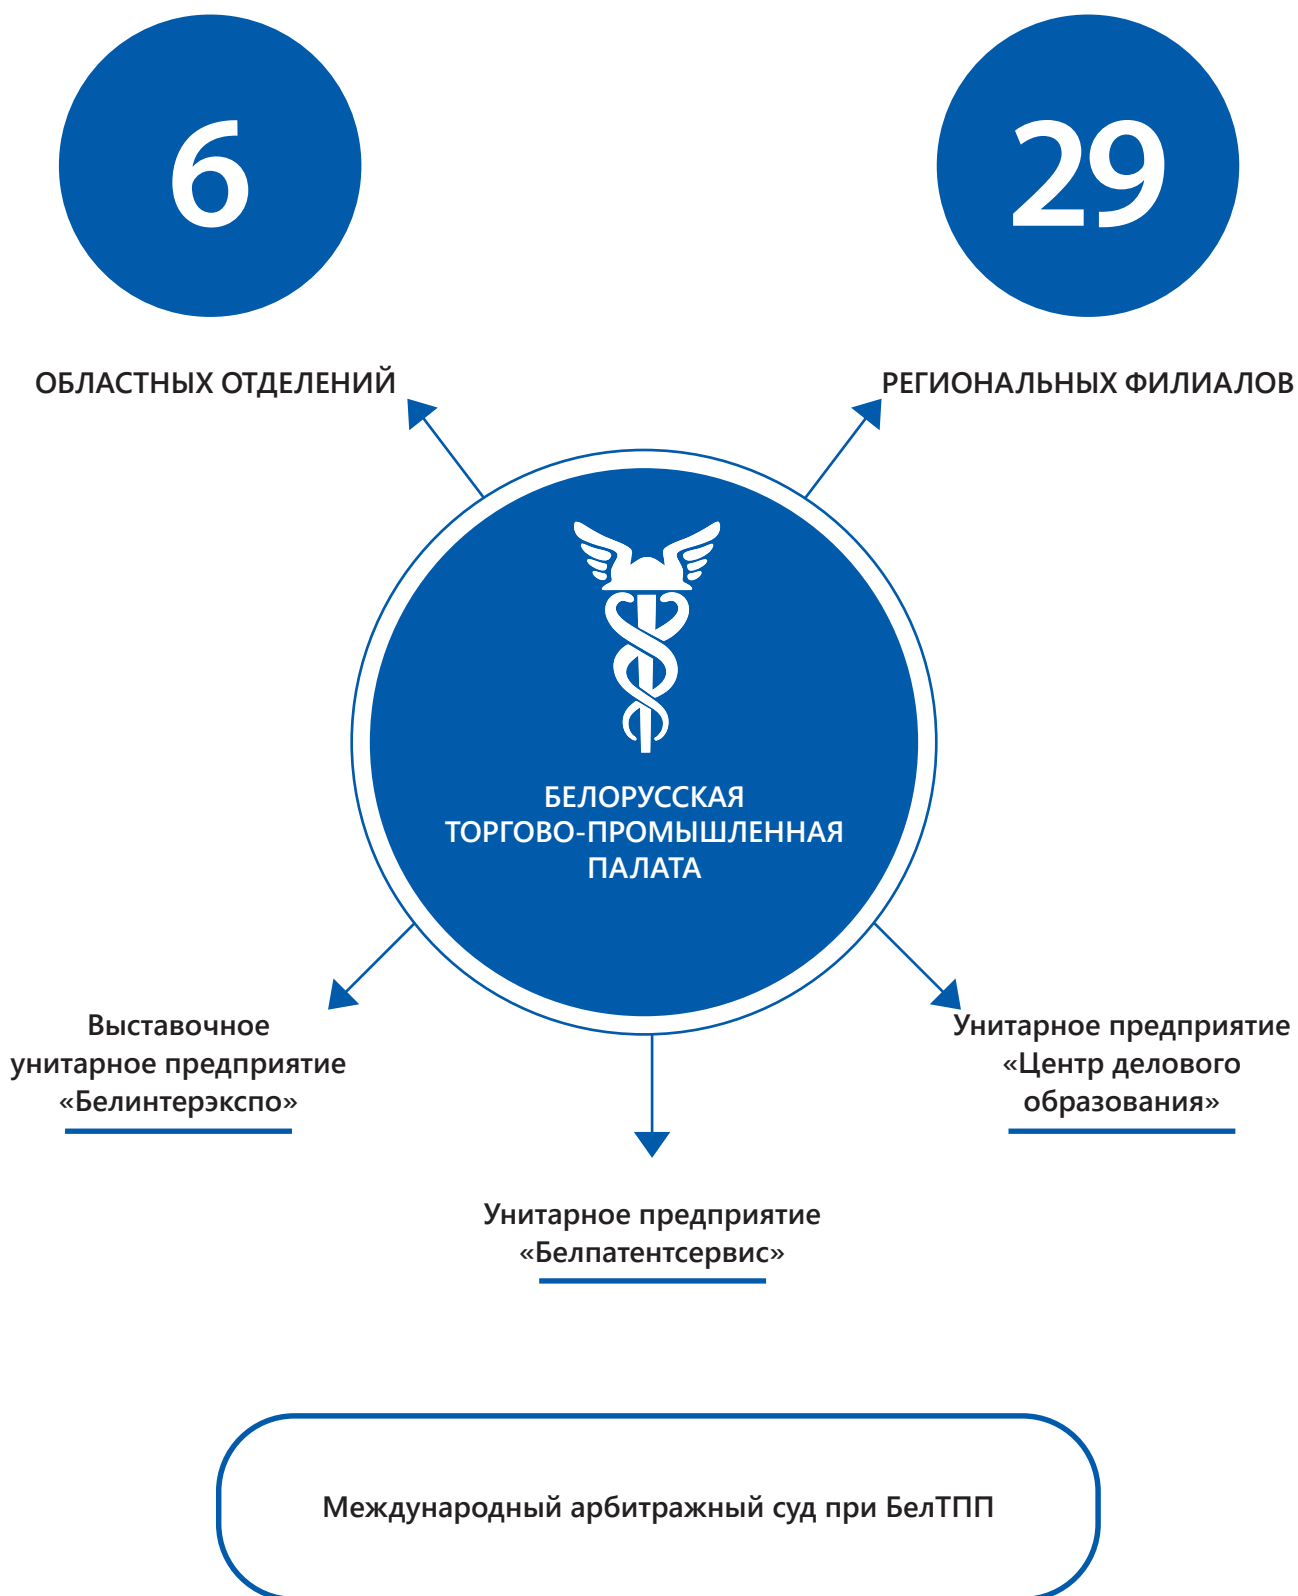 6
29
ОБЛАСТНЫХ ОТДЕЛЕНИЙ
РЕГИОНАЛЬНЫХ ФИЛИАЛОВ
БЕЛОРУССКАЯ
ТОРГОВО-ПРОМЫШЛЕННАЯ
ПАЛАТА
Выставочное
унитарное предприятие
«Белинтерэкспо»
Унитарное предприятие
«Центр делового
образования»
Унитарное предприятие
«Белпатентсервис»
Международный арбитражный суд при БелТПП